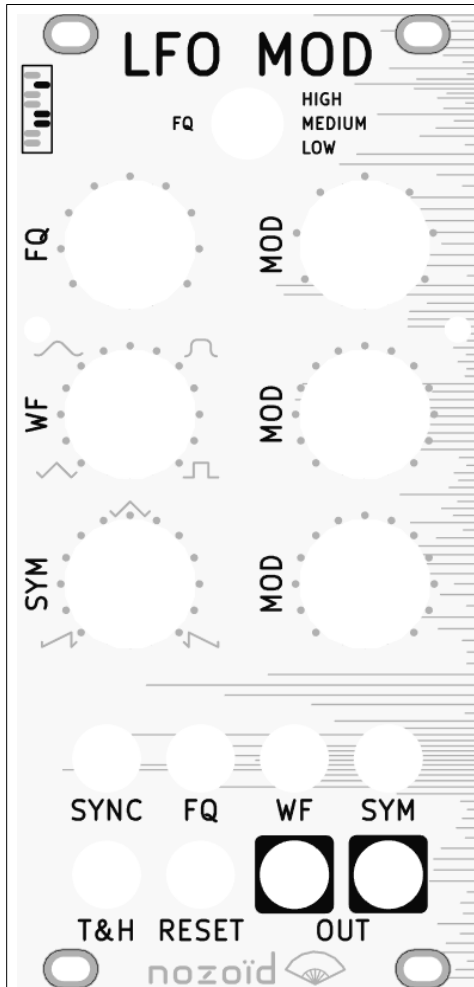 LFO MOD
FQ
HIGH
MEDIUM
LOW
FQ
MOD
WF
MOD
SYM
MOD
SYNC FQ WF SYM
T&H RESET OUT
nozoïd